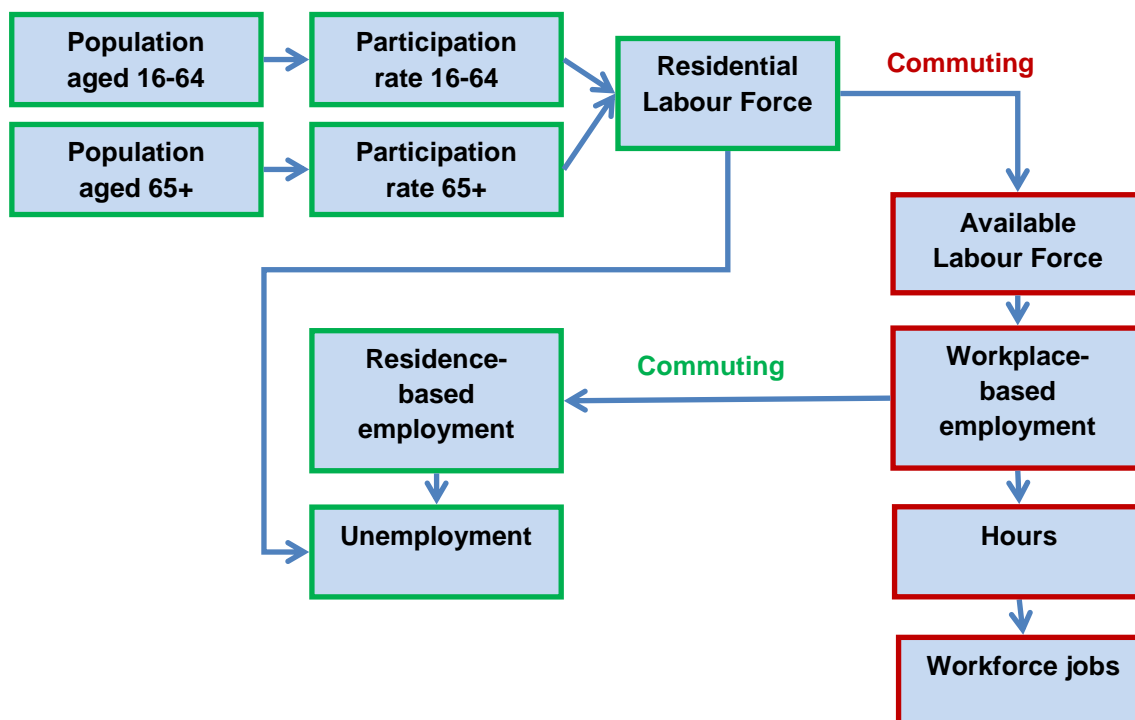 Population
aged 16-64
Participation
rate 16-64
Residential
Labour Force
Commuting
Population
aged 65+
Participation
rate 65+
Available
Labour Force
Residence-
based
employment
Commuting
Workplace-
based
employment
Unemployment
Hours
Workforce jobs